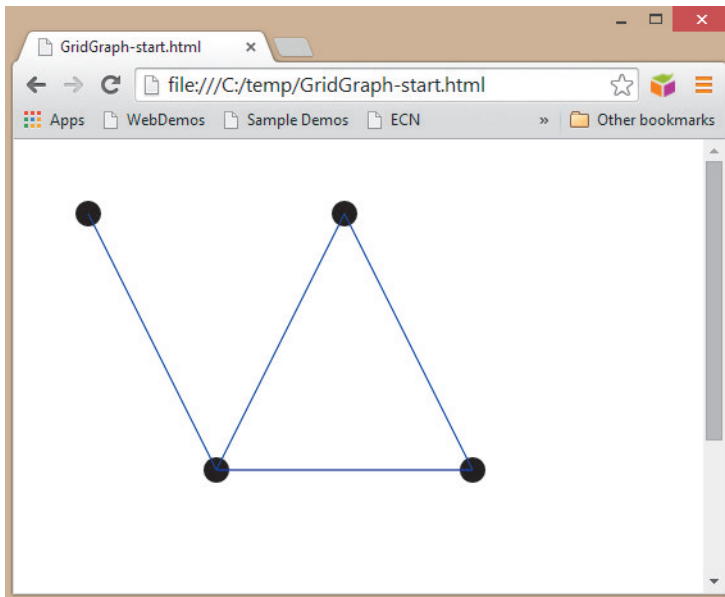 GridGraph-start.html
file:///C:/temp/GridGraph-start.html
Apps WebDemos Sample Demos ECN » Other bookmarks